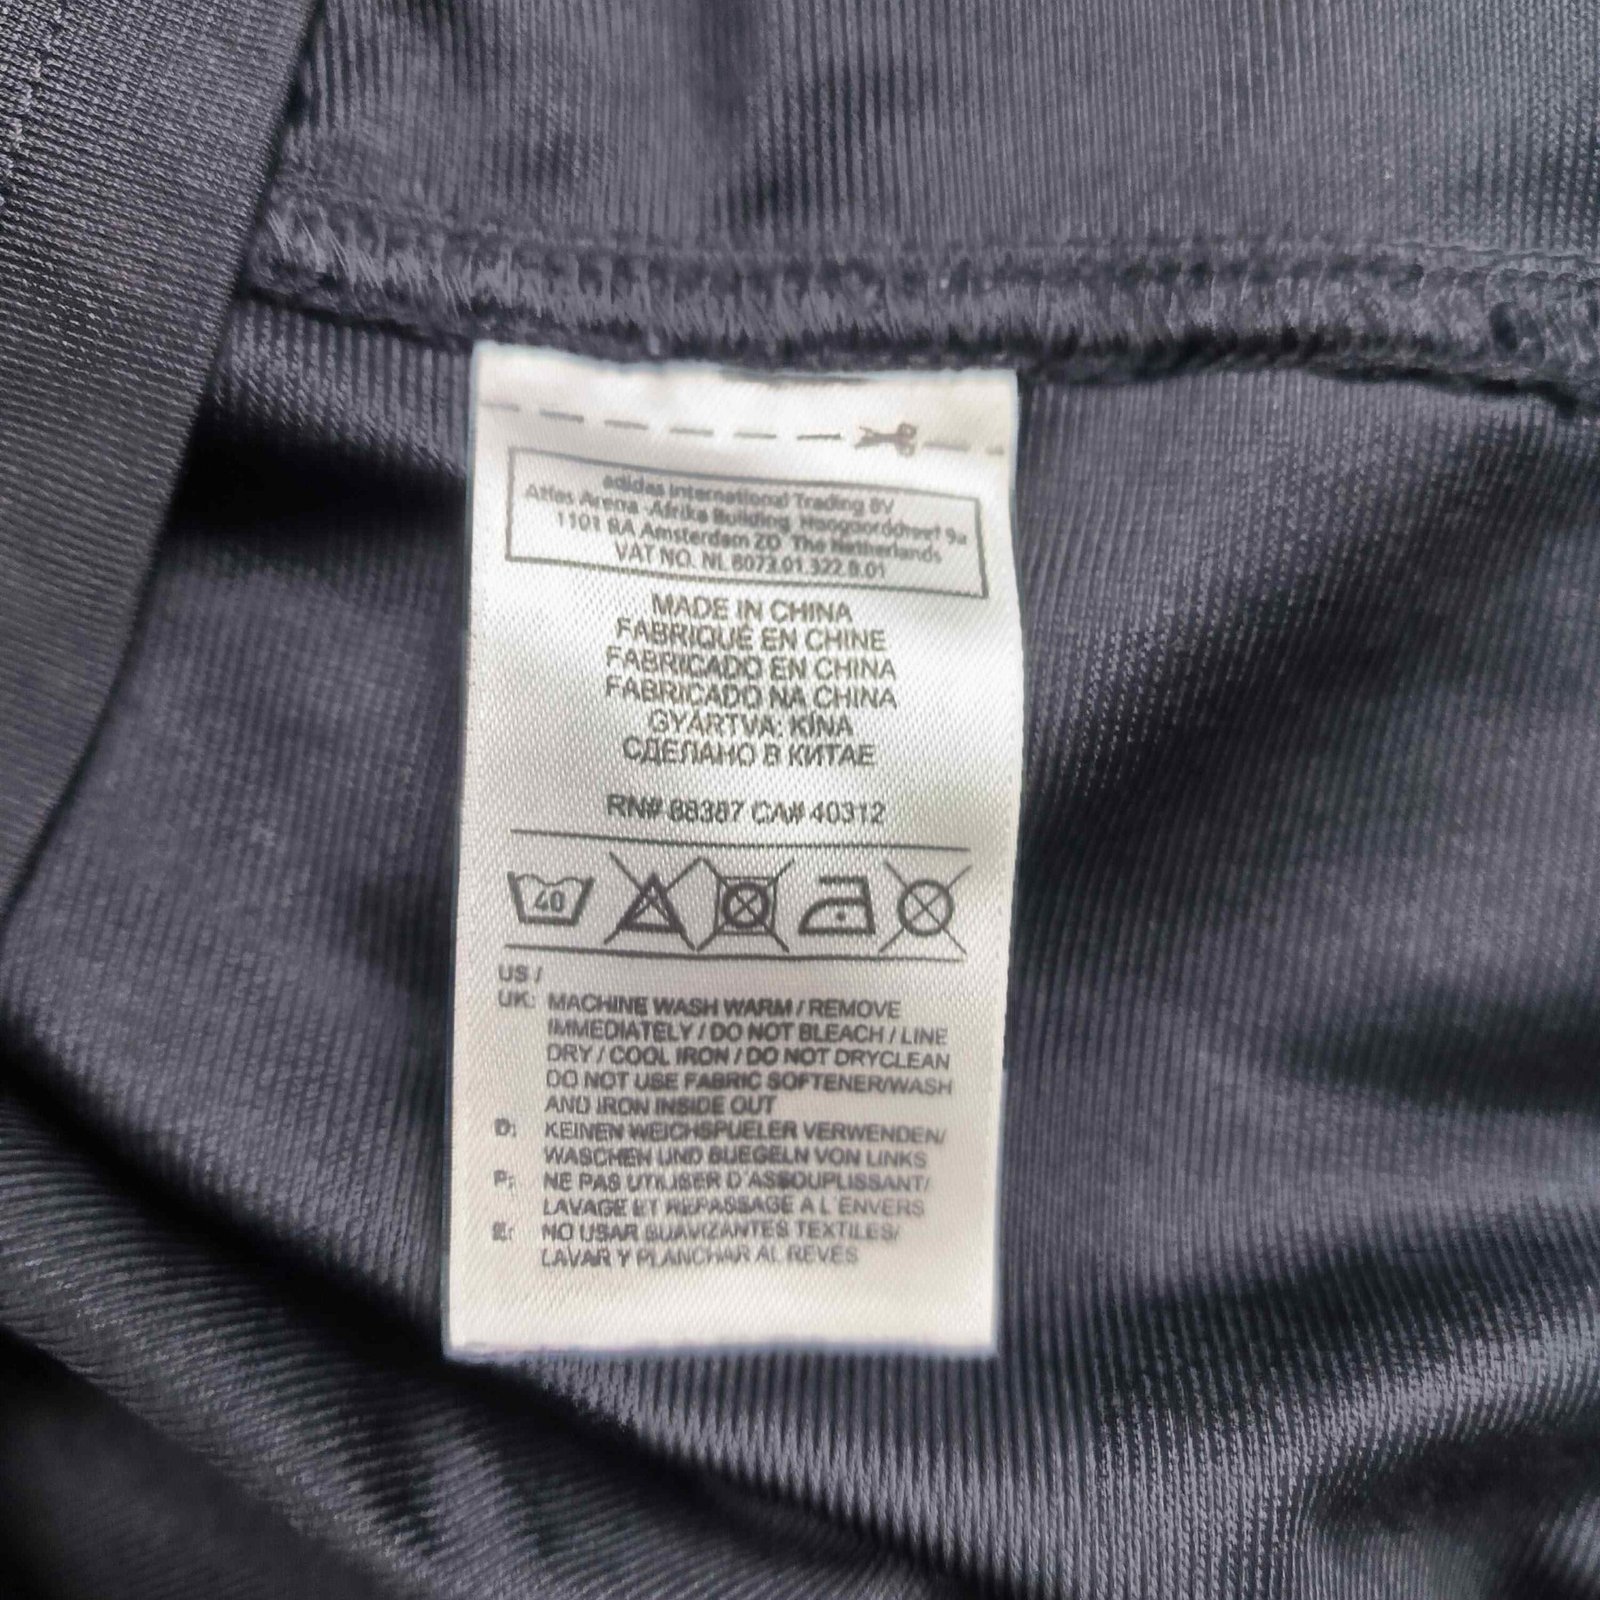 adidas International Trading BV
Atlas Arena -Afrika Building, Hoogoorddreef 9a
1101 BA Amsterdam ZO The Netherlands
VAT NO. NL 8073.01.322.B.01
MADE IN CHINA
FABRIQUÉ EN CHINE
FABRICADO EN CHINA
FABRICADO NA CHINA
GYÁRTVA: KÍNA
СДЕЛАНО В КИТАЕ
RN# 88387 CA# 40312
40
US /
UK: MACHINE WASH WARM / REMOVE
IMMEDIATELY / DO NOT BLEACH / LINE
DRY / COOL IRON / DO NOT DRYCLEAN
DO NOT USE FABRIC SOFTENER/WASH
AND IRON INSIDE OUT
D: KEINEN WEICHSPUELER VERWENDEN/
WASCHEN UND BUEGELN VON LINKS
F: NE PAS UTILISER D'ASSOUPLISSANT/
LAVAGE ET REPASSAGE A L'ENVERS
E: NO USAR SUAVIZANTES TEXTILES/
LAVAR Y PLANCHAR AL REVES